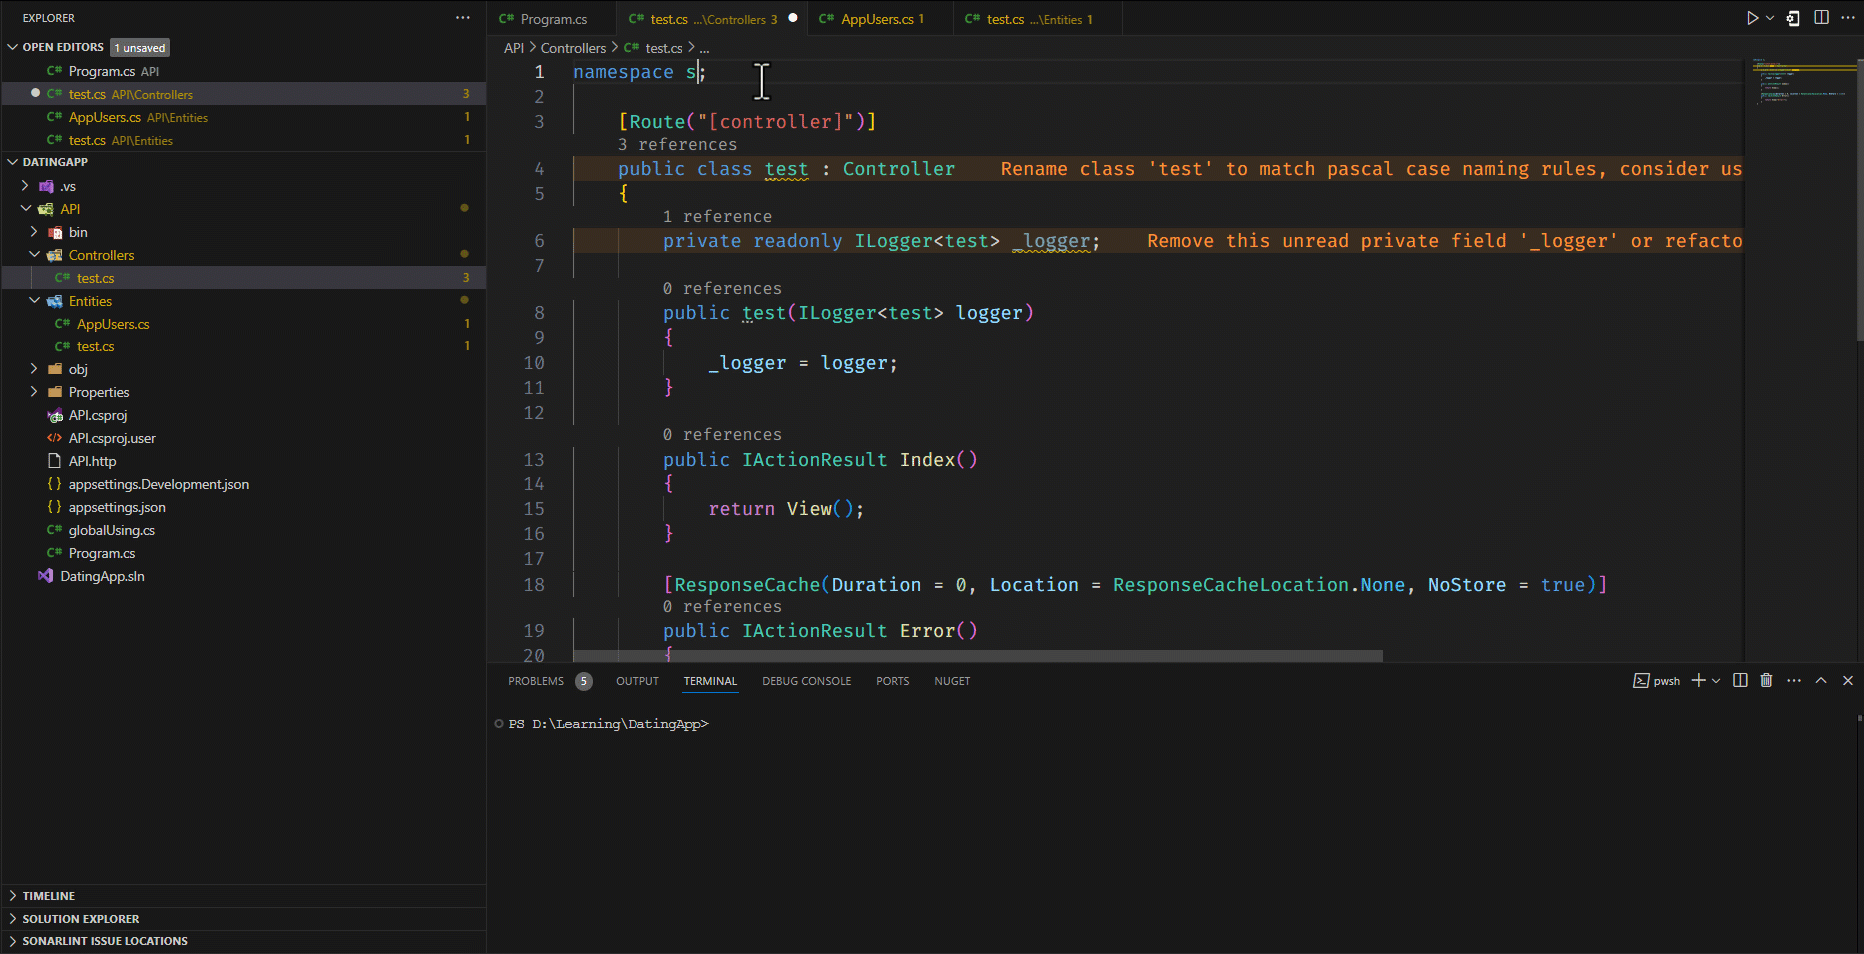 EXPLORER
OPEN EDITORS 1 unsaved
C# Program.cs API
C# test.cs API\Controllers 3
C# AppUsers.cs API\Entities 1
C# test.cs API\Entities 1
DATINGAPP
.vs
API
bin
Controllers
C# test.cs 3
Entities
C# AppUsers.cs 1
C# test.cs 1
obj
Properties
API.csproj
API.csproj.user
API.http
{} appsettings.Development.json
{} appsettings.json
C# globalUsing.cs
C# Program.cs
DatingApp.sln
TIMELINE
SOLUTION EXPLORER
SONARLINT ISSUE LOCATIONS
C# Program.cs C# test.cs ...\Controllers 3 C# AppUsers.cs 1 C# test.cs ...\Entities 1
API > Controllers > C# test.cs > ...
1 namespace s;
2
3 [Route("[controller]")]
3 references
4 public class test : Controller Rename class 'test' to match pascal case naming rules, consider us
5 {
1 reference
6 private readonly ILogger<test> _logger; Remove this unread private field '_logger' or refacto
7
0 references
8 public test(ILogger<test> logger)
9 {
10 _logger = logger;
11 }
12
0 references
13 public IActionResult Index()
14 {
15 return View();
16 }
17
18 [ResponseCache(Duration = 0, Location = ResponseCacheLocation.None, NoStore = true)]
0 references
19 public IActionResult Error()
20 {
PROBLEMS 5 OUTPUT TERMINAL DEBUG CONSOLE PORTS NUGET pwsh
PS D:\Learning\DatingApp>